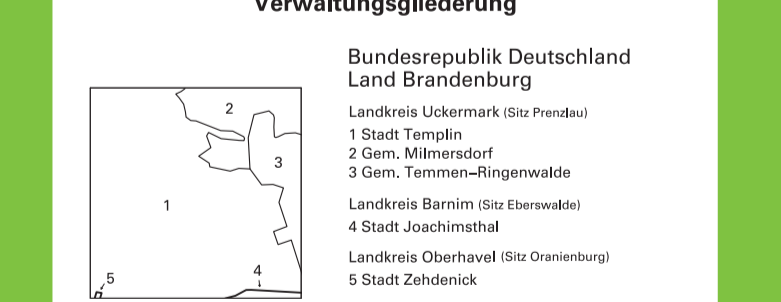 Verwaltungsgliederung
Bundesrepublik Deutschland
Land Brandenburg
Landkreis Uckermark (Sitz Prenzlau)
1 Stadt Templin
2 Gem. Milmersdorf
3 Gem. Temmen–Ringenwalde
Landkreis Barnim (Sitz Eberswalde)
4 Stadt Joachimsthal
Landkreis Oberhavel (Sitz Oranienburg)
5 Stadt Zehdenick
2
3
1
4
5